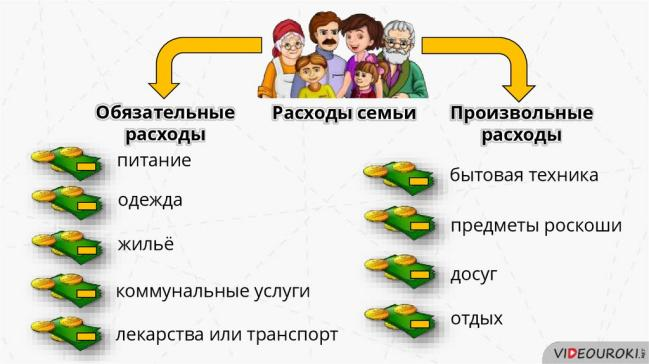 Расходы семьи
Обязательные
расходы
питание
одежда
жильё
коммунальные услуги
лекарства или транспорт
Произвольные
расходы
бытовая техника
предметы роскоши
досуг
отдых
VIDEOUROKI.NET